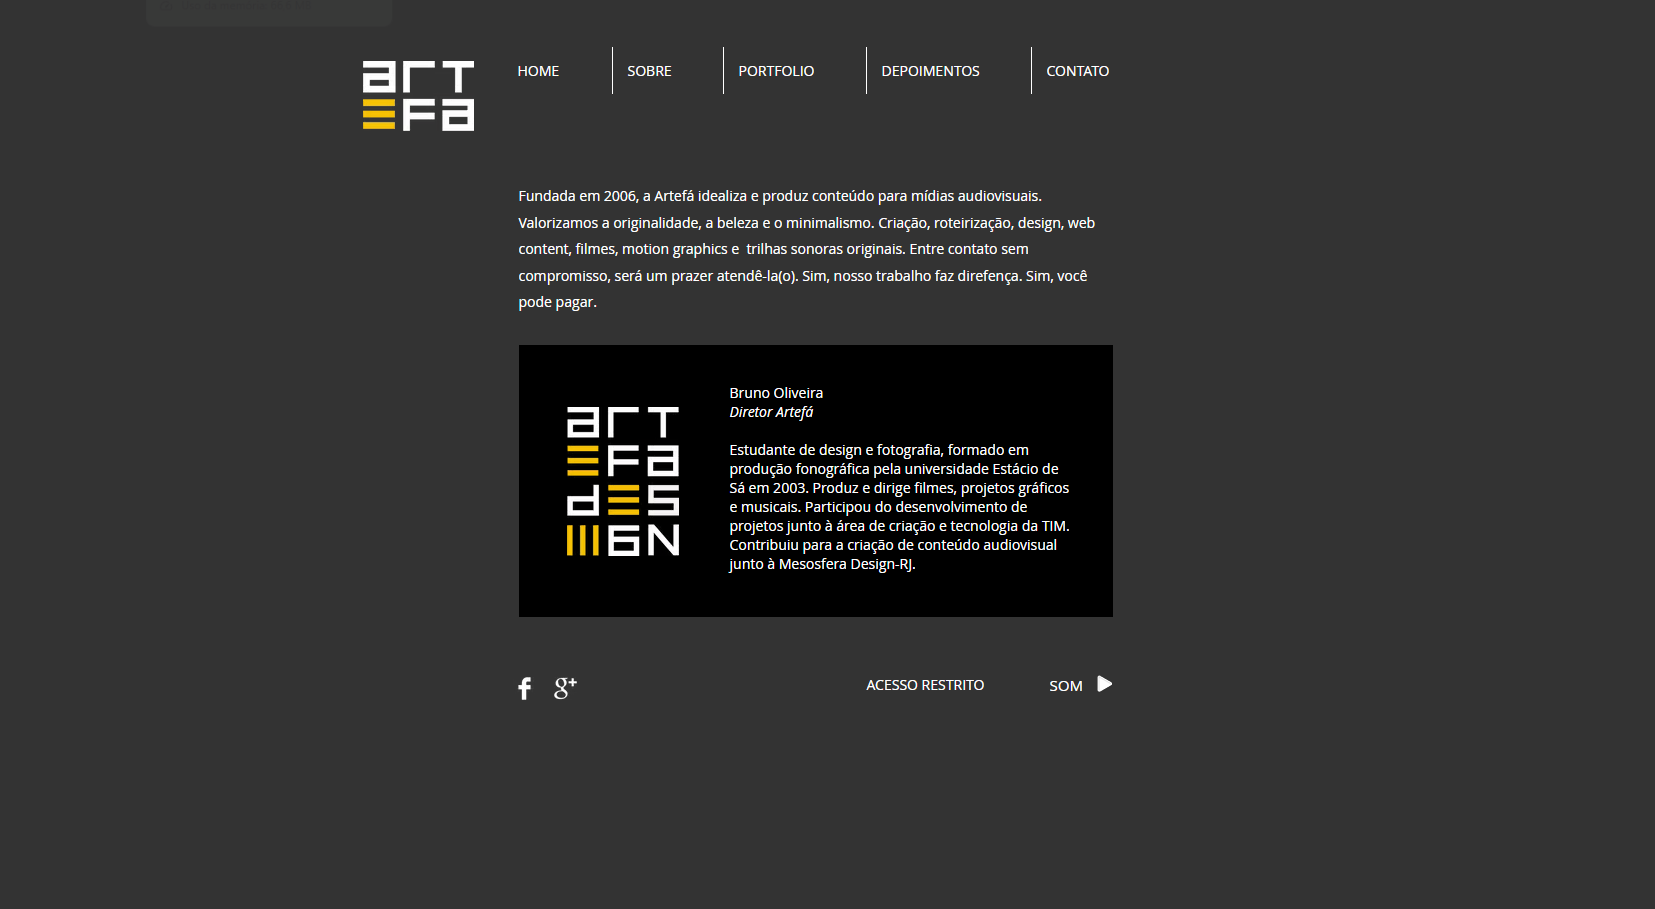 HOME SOBRE PORTFOLIO DEPOIMENTOS CONTATO
ART
EFA
Fundada em 2006, a Artefá idealiza e produz conteúdo para mídias audiovisuais.
Valorizamos a originalidade, a beleza e o minimalismo. Criação, roteirização, design, web
content, filmes, motion graphics e  trilhas sonoras originais. Entre contato sem
compromisso, será um prazer atendê-la(o). Sim, nosso trabalho faz direfença. Sim, você
pode pagar.
ART
EFA
dES
IIIGN
Bruno Oliveira
Diretor Artefá
Estudante de design e fotografia, formado em
produção fonográfica pela universidade Estácio de
Sá em 2003. Produz e dirige filmes, projetos gráficos
e musicais. Participou do desenvolvimento de
projetos junto à área de criação e tecnologia da TIM.
Contribuiu para a criação de conteúdo audiovisual
junto à Mesosfera Design-RJ.
f g+ ACESSO RESTRITO SOM